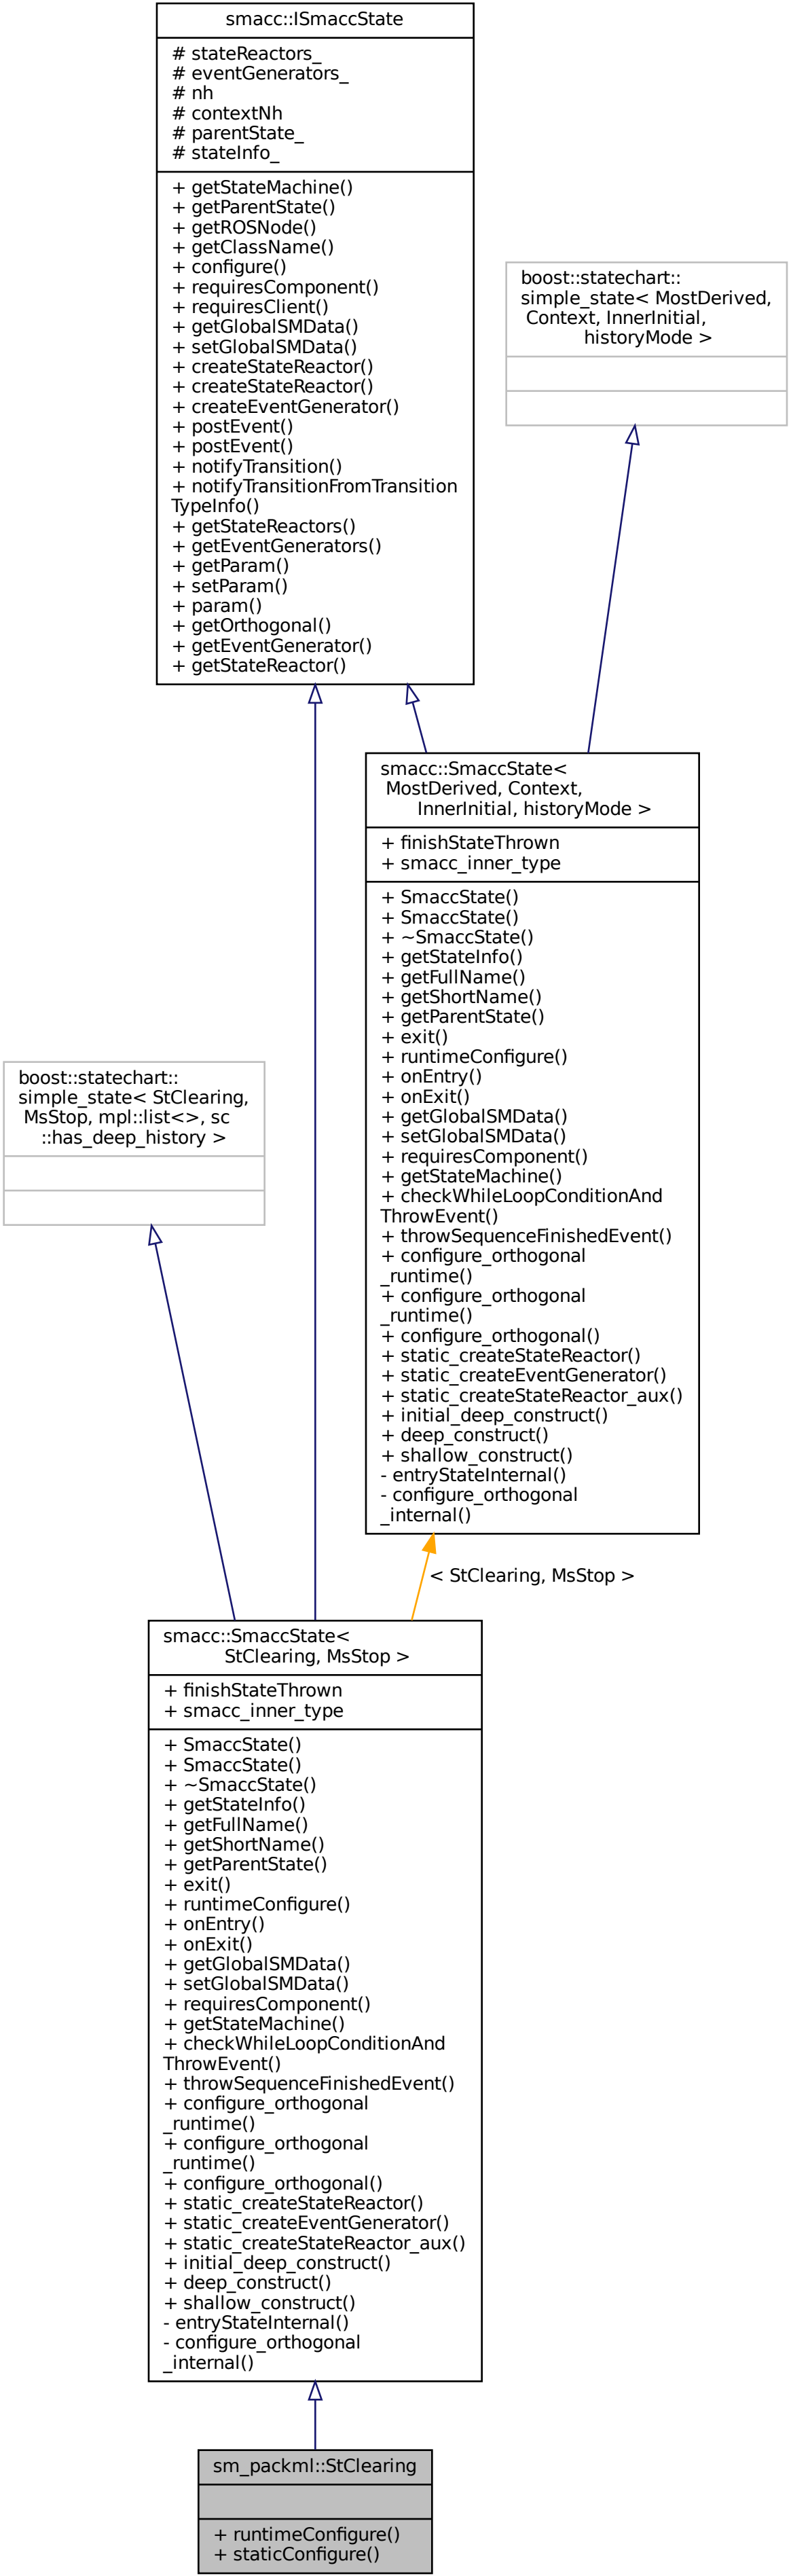 smacc::ISmaccState
# stateReactors_
# eventGenerators_
# nh
# contextNh
# parentState_
# stateInfo_
+ getStateMachine()
+ getParentState()
+ getROSNode()
+ getClassName()
+ configure()
+ requiresComponent()
+ requiresClient()
+ getGlobalSMData()
+ setGlobalSMData()
+ createStateReactor()
+ createStateReactor()
+ createEventGenerator()
+ postEvent()
+ postEvent()
+ notifyTransition()
+ notifyTransitionFromTransition
TypeInfo()
+ getStateReactors()
+ getEventGenerators()
+ getParam()
+ setParam()
+ param()
+ getOrthogonal()
+ getEventGenerator()
+ getStateReactor()
boost::statechart::
simple_state< MostDerived,
Context, InnerInitial,
historyMode >
smacc::SmaccState<
MostDerived, Context,
InnerInitial, historyMode >
+ finishStateThrown
+ smacc_inner_type
+ SmaccState()
+ SmaccState()
+ ~SmaccState()
+ getStateInfo()
+ getFullName()
+ getShortName()
+ getParentState()
+ exit()
+ runtimeConfigure()
+ onEntry()
+ onExit()
+ getGlobalSMData()
+ setGlobalSMData()
+ requiresComponent()
+ getStateMachine()
+ checkWhileLoopConditionAnd
ThrowEvent()
+ throwSequenceFinishedEvent()
+ configure_orthogonal
_runtime()
+ configure_orthogonal
_runtime()
+ configure_orthogonal()
+ static_createStateReactor()
+ static_createEventGenerator()
+ static_createStateReactor_aux()
+ initial_deep_construct()
+ deep_construct()
+ shallow_construct()
- entryStateInternal()
- configure_orthogonal
_internal()
boost::statechart::
simple_state< StClearing,
MsStop, mpl::list<>, sc
::has_deep_history >
< StClearing, MsStop >
smacc::SmaccState<
StClearing, MsStop >
+ finishStateThrown
+ smacc_inner_type
+ SmaccState()
+ SmaccState()
+ ~SmaccState()
+ getStateInfo()
+ getFullName()
+ getShortName()
+ getParentState()
+ exit()
+ runtimeConfigure()
+ onEntry()
+ onExit()
+ getGlobalSMData()
+ setGlobalSMData()
+ requiresComponent()
+ getStateMachine()
+ checkWhileLoopConditionAnd
ThrowEvent()
+ throwSequenceFinishedEvent()
+ configure_orthogonal
_runtime()
+ configure_orthogonal
_runtime()
+ configure_orthogonal()
+ static_createStateReactor()
+ static_createEventGenerator()
+ static_createStateReactor_aux()
+ initial_deep_construct()
+ deep_construct()
+ shallow_construct()
- entryStateInternal()
- configure_orthogonal
_internal()
sm_packml::StClearing
+ runtimeConfigure()
+ staticConfigure()